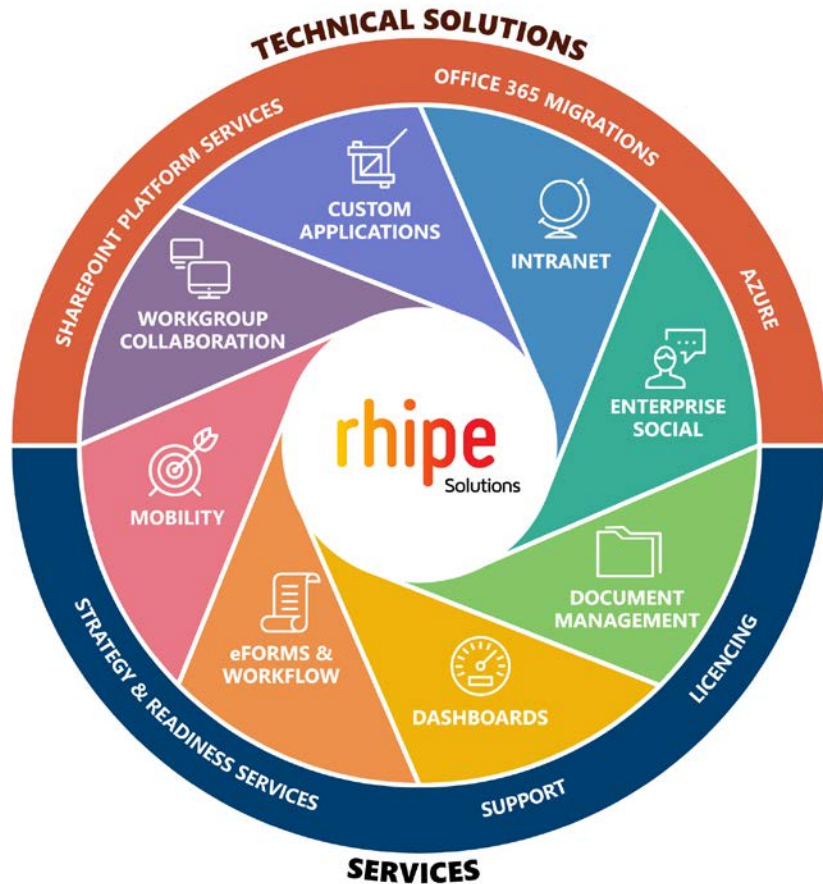 TECHNICAL SOLUTIONS
SHAREPOINT PLATFORM SERVICES
OFFICE 365 MIGRATIONS
AZURE
CUSTOM
APPLICATIONS
INTRANET
WORKGROUP
COLLABORATION
ENTERPRISE
SOCIAL
rhipe
Solutions
MOBILITY
DOCUMENT
MANAGEMENT
eFORMS &
WORKFLOW
DASHBOARDS
STRATEGY & READINESS SERVICES
SUPPORT
LICENCING
SERVICES